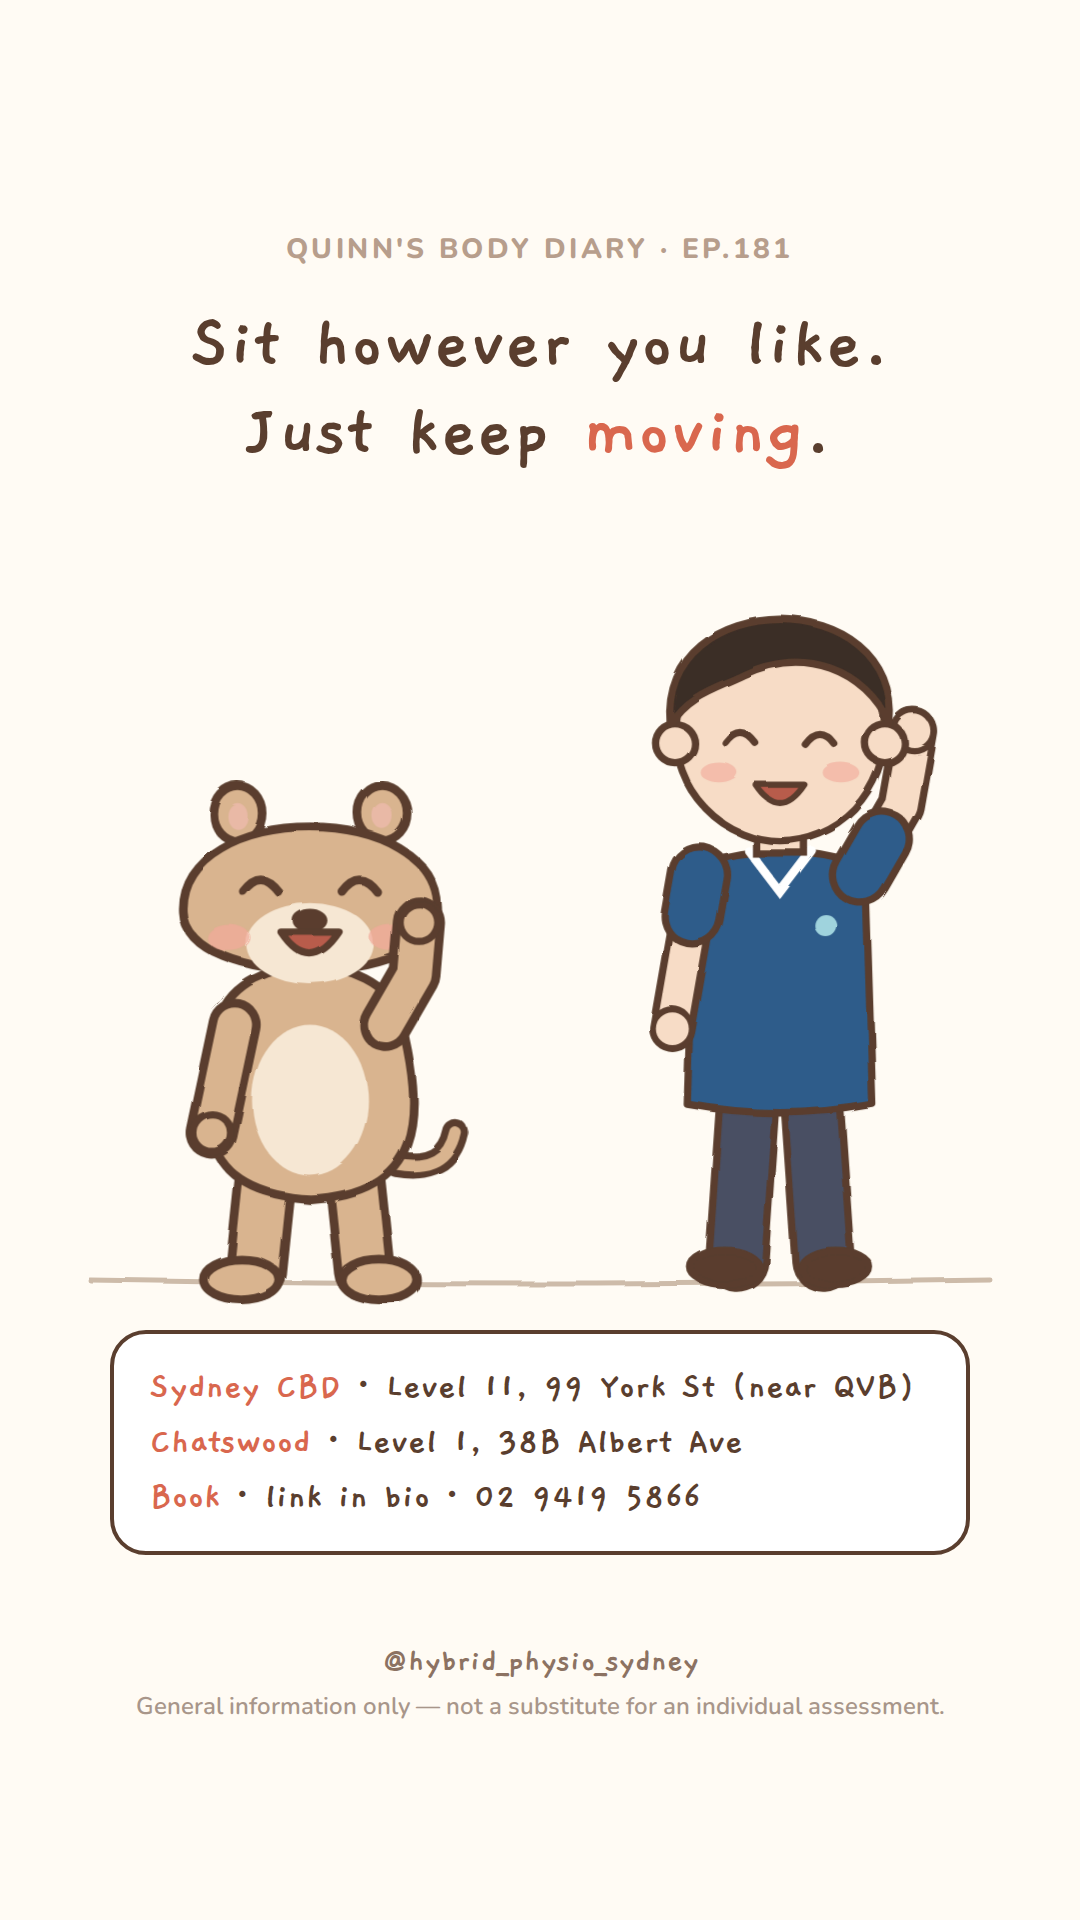 QUINN'S BODY DIARY · EP.181
Sit however you like.
Just keep moving.
Sydney CBD · Level 11, 99 York St (near QVB)
Chatswood · Level 1, 38B Albert Ave
Book · link in bio · 02 9419 5866
@hybrid_physio_sydney
General information only — not a substitute for an individual assessment.